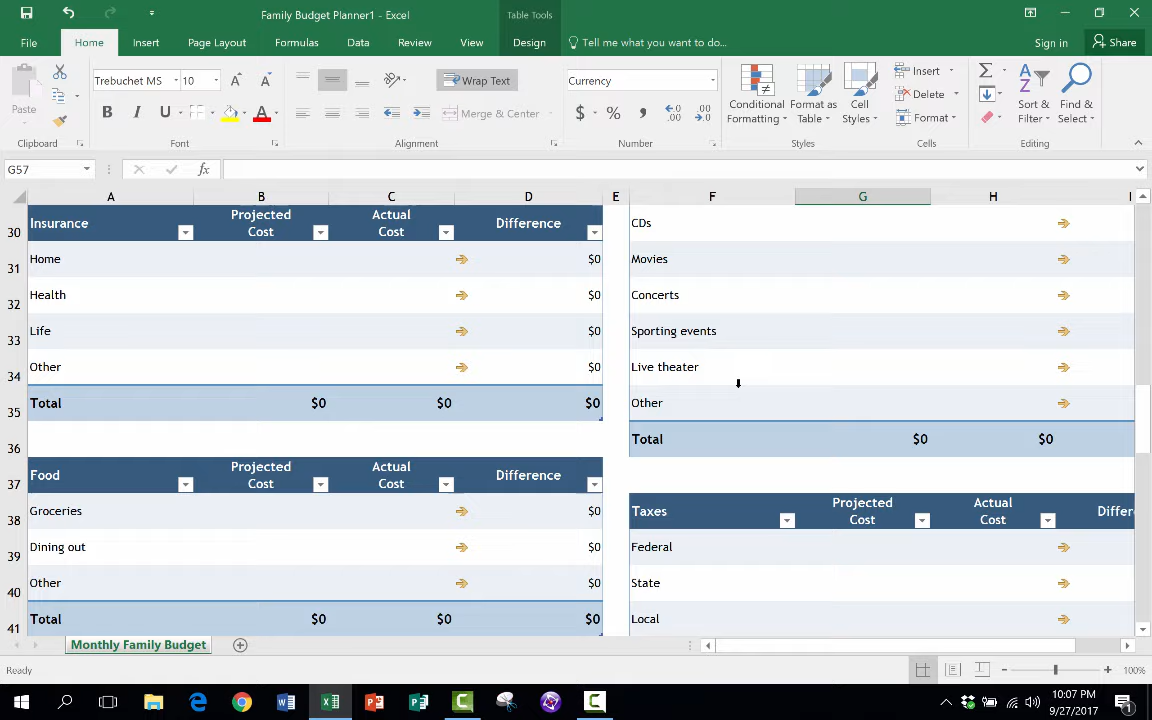 Family Budget Planner1 - Excel
Table Tools
File
Home
Insert
Page Layout
Formulas
Data
Review
View
Design
Tell me what you want to do...
Sign in
Share
Paste
Clipboard
Trebuchet MS
10
B I U
A
Font
Wrap Text
Merge & Center
Alignment
Currency
$ % ,
Number
Conditional
Formatting
Format as
Table
Cell
Styles
Styles
Insert
Delete
Format
Cells
Sort &
Filter
Find &
Select
Editing
G57
fx
A B C D E F G H I
30 Insurance Projected Cost Actual Cost Difference CDs
31 Home $0 Movies
32 Health $0 Concerts
33 Life $0 Sporting events
34 Other $0 Live theater
35 Total $0 $0 $0 Other
36 Total $0 $0
37 Food Projected Cost Actual Cost Difference
38 Groceries $0 Taxes Projected Cost Actual Cost Differ
39 Dining out $0 Federal
40 Other $0 State
41 Total $0 $0 $0 Local
Monthly Family Budget
Ready
100%
10:07 PM
9/27/2017
1